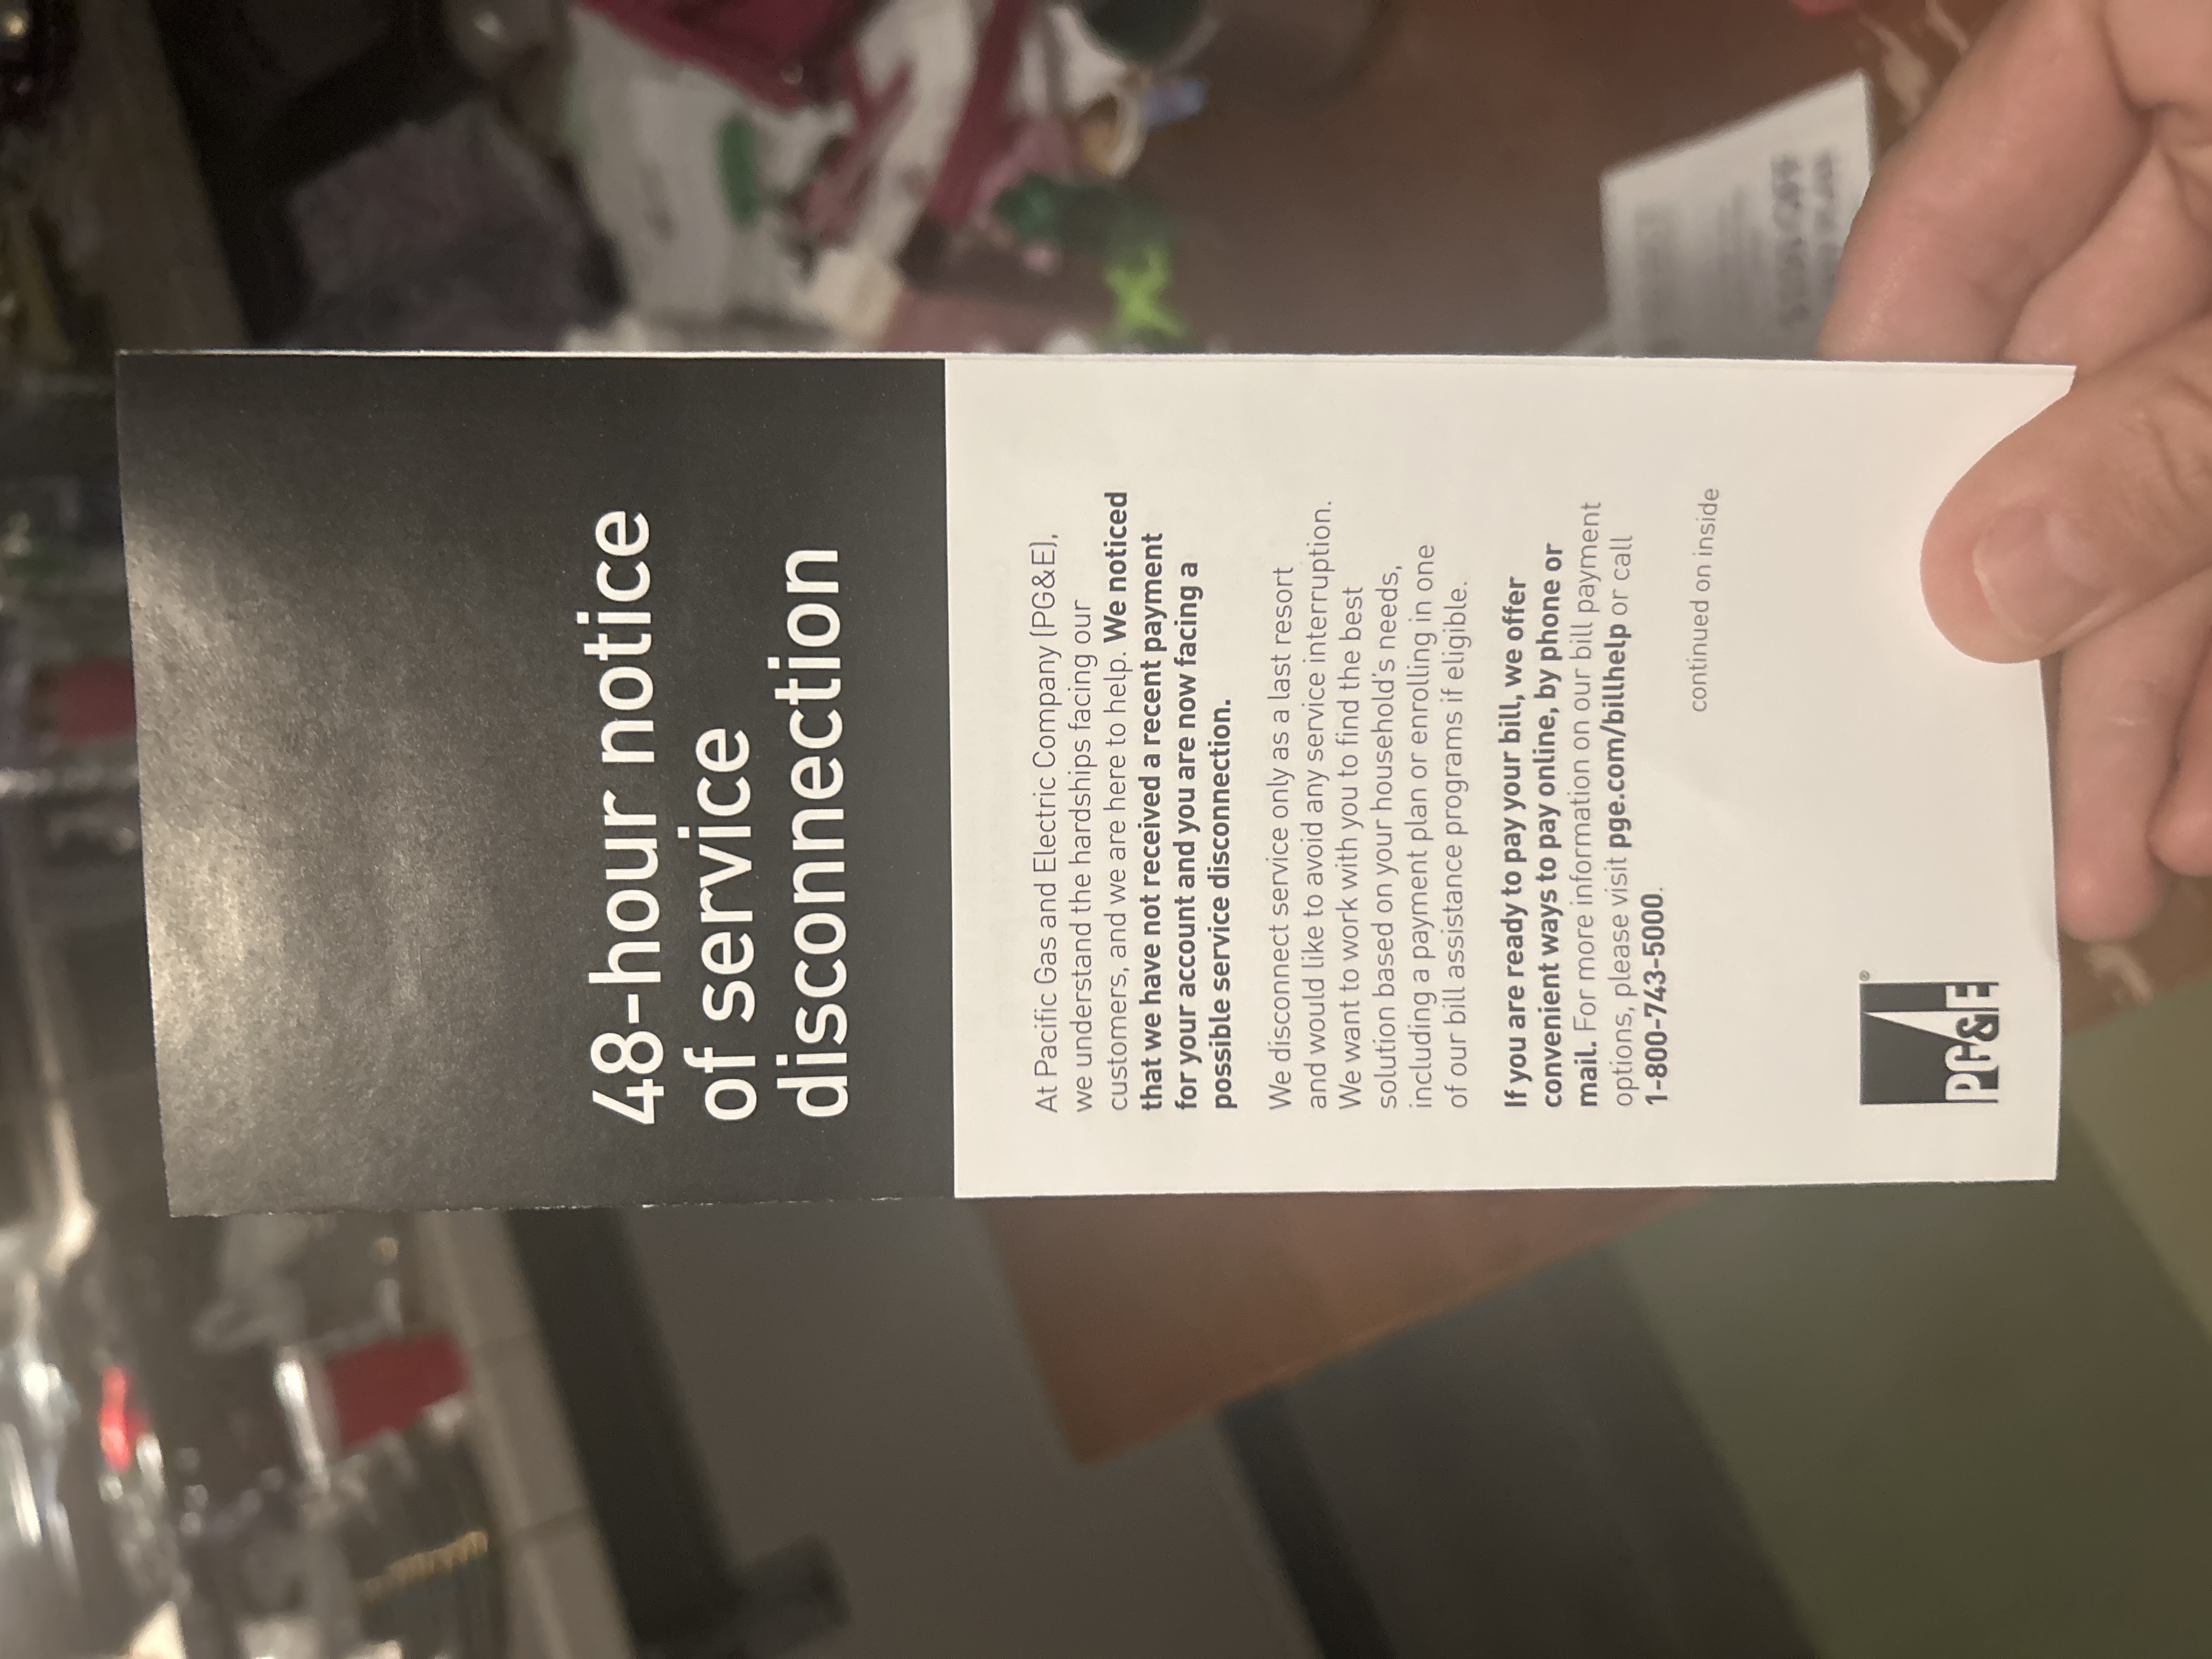 48-hour notice
of service
disconnection
At Pacific Gas and Electric Company (PG&E),
we understand the hardships facing our
customers, and we are here to help. We noticed
that we have not received a recent payment
for your account and you are now facing a
possible service disconnection.
We disconnect service only as a last resort
and would like to avoid any service interruption.
We want to work with you to find the best
solution based on your household's needs,
including a payment plan or enrolling in one
of our bill assistance programs if eligible.
If you are ready to pay your bill, we offer
convenient ways to pay online, by phone or
mail. For more information on our bill payment
options, please visit pge.com/billhelp or call
1-800-743-5000.
continued on inside
PG&E®